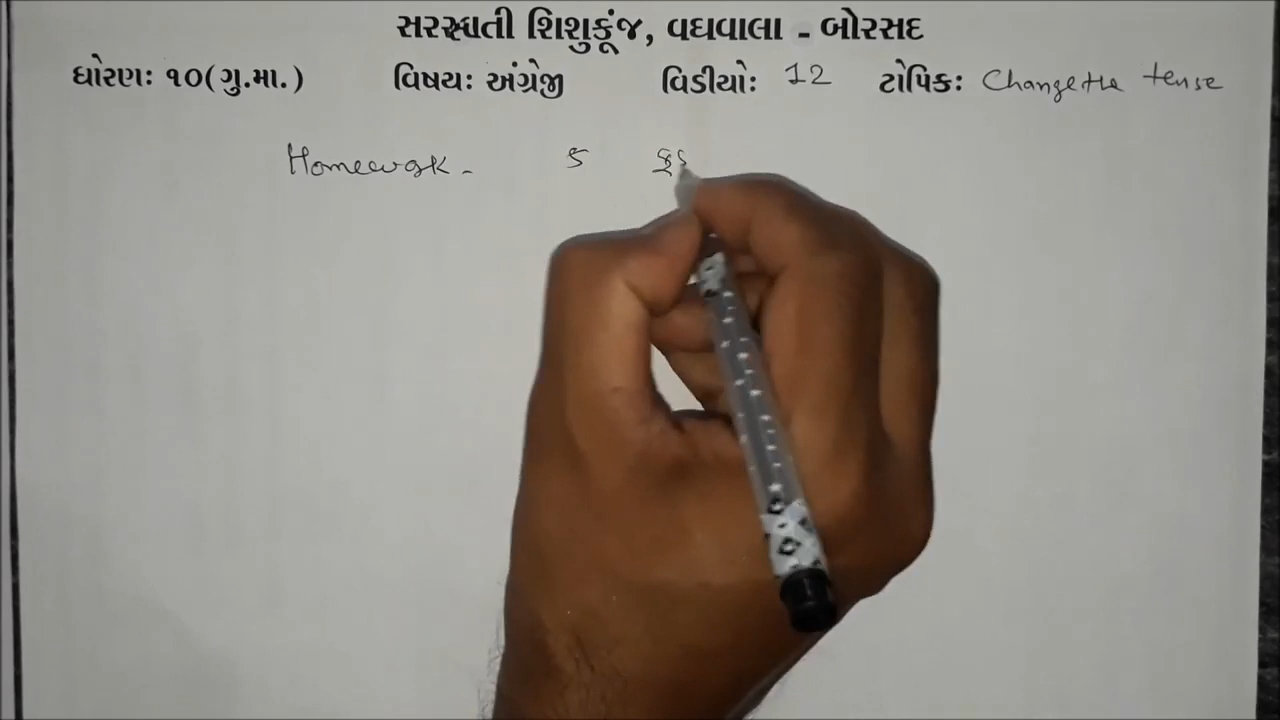 સરસ્વતી શિશુકૂંજ, વઘવાલા - બોરસદ
ધોરણઃ ૧૦(ગુ.મા.) વિષયઃ અંગ્રેજી વિડીયોઃ 12 ટોપિકઃ Change the tense
Homework - 5